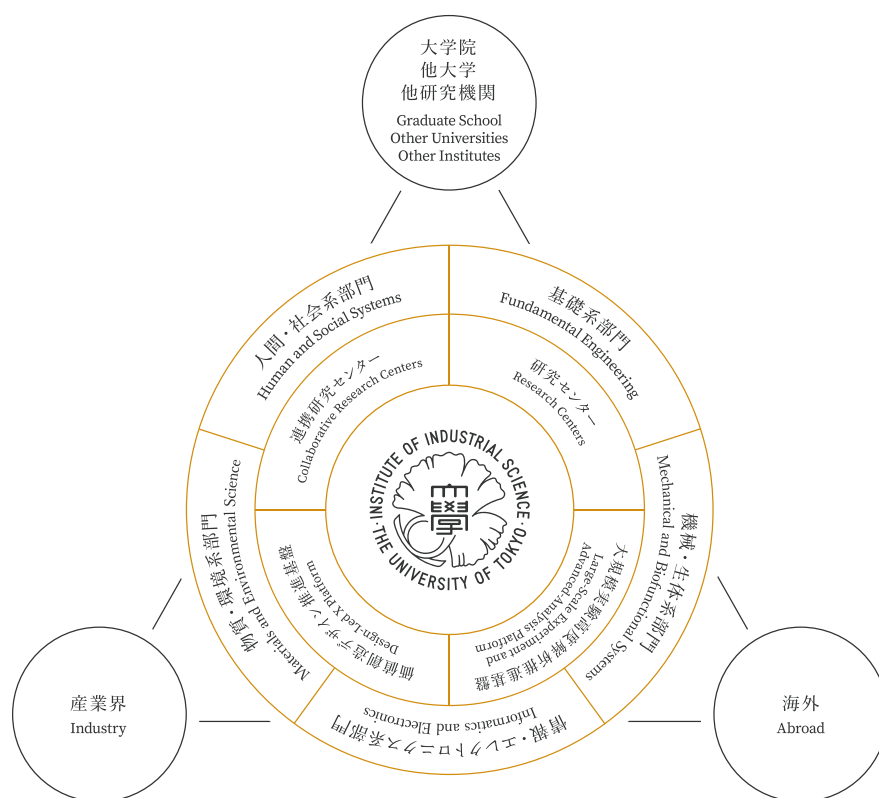 大学院
他大学
他研究機関
Graduate School
Other Universities
Other Institutes
人間・社会系部門
Human and Social Systems
基礎系部門
Fundamental Engineering
連携研究センター
Collaborative Research Centers
研究センター
Research Centers
物質・環境系部門
Materials and Environmental Science
機械・生体系部門
Mechanical and Biofunctional Systems
INSTITUTE OF INDUSTRIAL SCIENCE
THE UNIVERSITY OF TOKYO
大學
価値創造デザイン推進基盤
Design-Led X Platform
大規模実験高度解析推進基盤
Large-Scale Experiment and
Advanced-Analysis Platform
情報・エレクトロニクス系部門
Informatics and Electronics
産業界
Industry
海外
Abroad